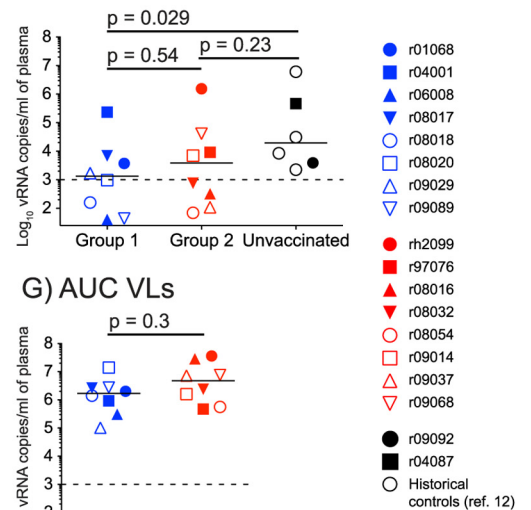 p = 0.029
p = 0.54
p = 0.23
Log10 vRNA copies/ml of plasma
8
7
6
5
4
3
2
Group 1
Group 2
Unvaccinated
G) AUC VLs
p = 0.3
vRNA copies/ml of plasma
8
7
6
5
4
3
r01068
r04001
r06008
r08017
r08018
r08020
r09029
r09089
rh2099
r97076
r08016
r08032
r08054
r09014
r09037
r09068
r09092
r04087
Historical
controls (ref. 12)